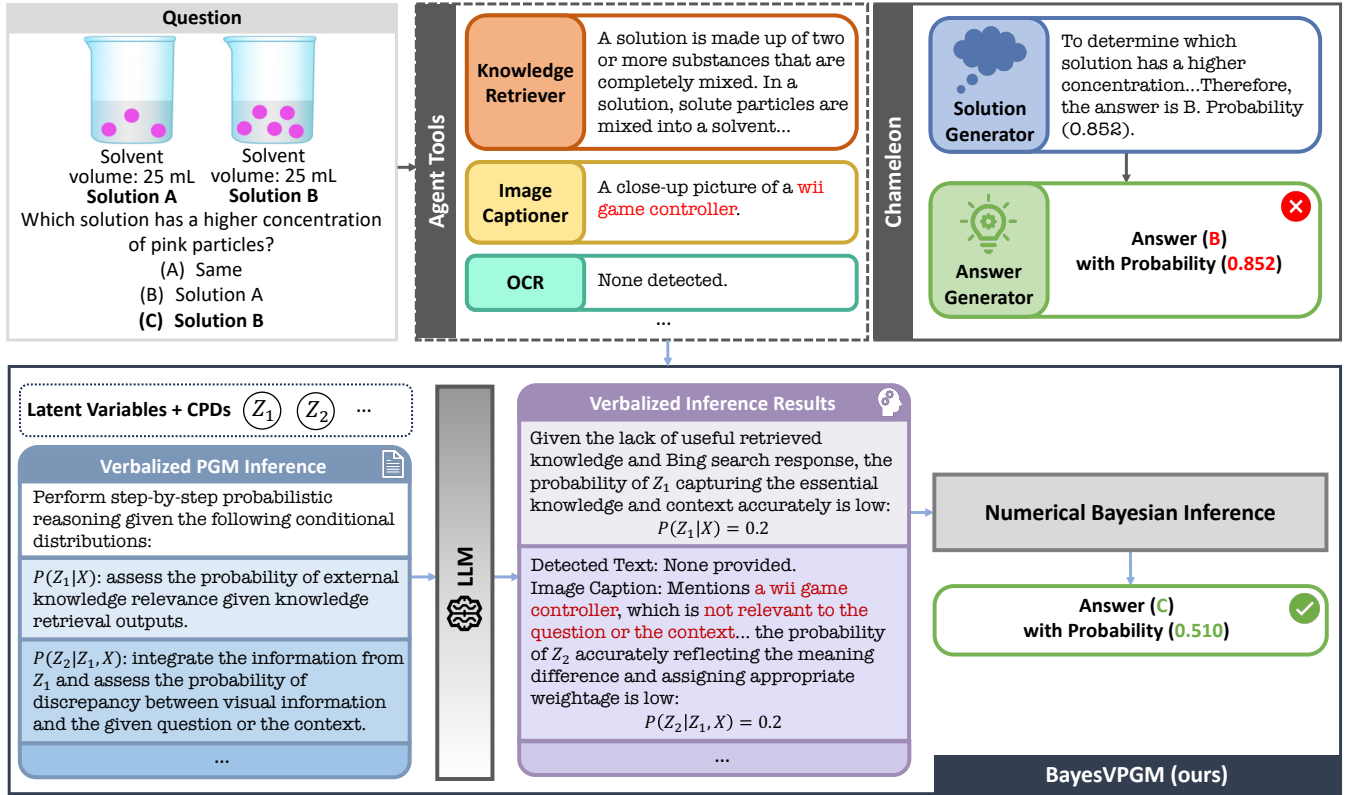 Question
Solvent
volume: 25 mL
Solution A
Solvent
volume: 25 mL
Solution B
Which solution has a higher concentration
of pink particles?
(A) Same
(B) Solution A
(C) Solution B
Agent Tools
Knowledge
Retriever
A solution is made up of two
or more substances that are
completely mixed. In a
solution, solute particles are
mixed into a solvent...
Image
Captioner
A close-up picture of a wii
game controller.
OCR
None detected.
...
Chameleon
Solution
Generator
To determine which
solution has a higher
concentration...Therefore,
the answer is B. Probability
(0.852).
Answer
Generator
Answer (B)
with Probability (0.852)
Latent Variables + CPDs Z₁ Z₂ ...
Verbalized PGM Inference
Perform step-by-step probabilistic
reasoning given the following conditional
distributions:
P(Z₁|X): assess the probability of external
knowledge relevance given knowledge
retrieval outputs.
P(Z₂|Z₁, X): integrate the information from
Z₁ and assess the probability of
discrepancy between visual information
and the given question or the context.
...
LLM
Verbalized Inference Results
Given the lack of useful retrieved
knowledge and Bing search response, the
probability of Z₁ capturing the essential
knowledge and context accurately is low:
P(Z₁|X) = 0.2
Detected Text: None provided.
Image Caption: Mentions a wii game
controller, which is not relevant to the
question or the context... the probability
of Z₂ accurately reflecting the meaning
difference and assigning appropriate
weightage is low:
P(Z₂|Z₁, X) = 0.2
...
Numerical Bayesian Inference
Answer (C)
with Probability (0.510)
BayesVPGM (ours)